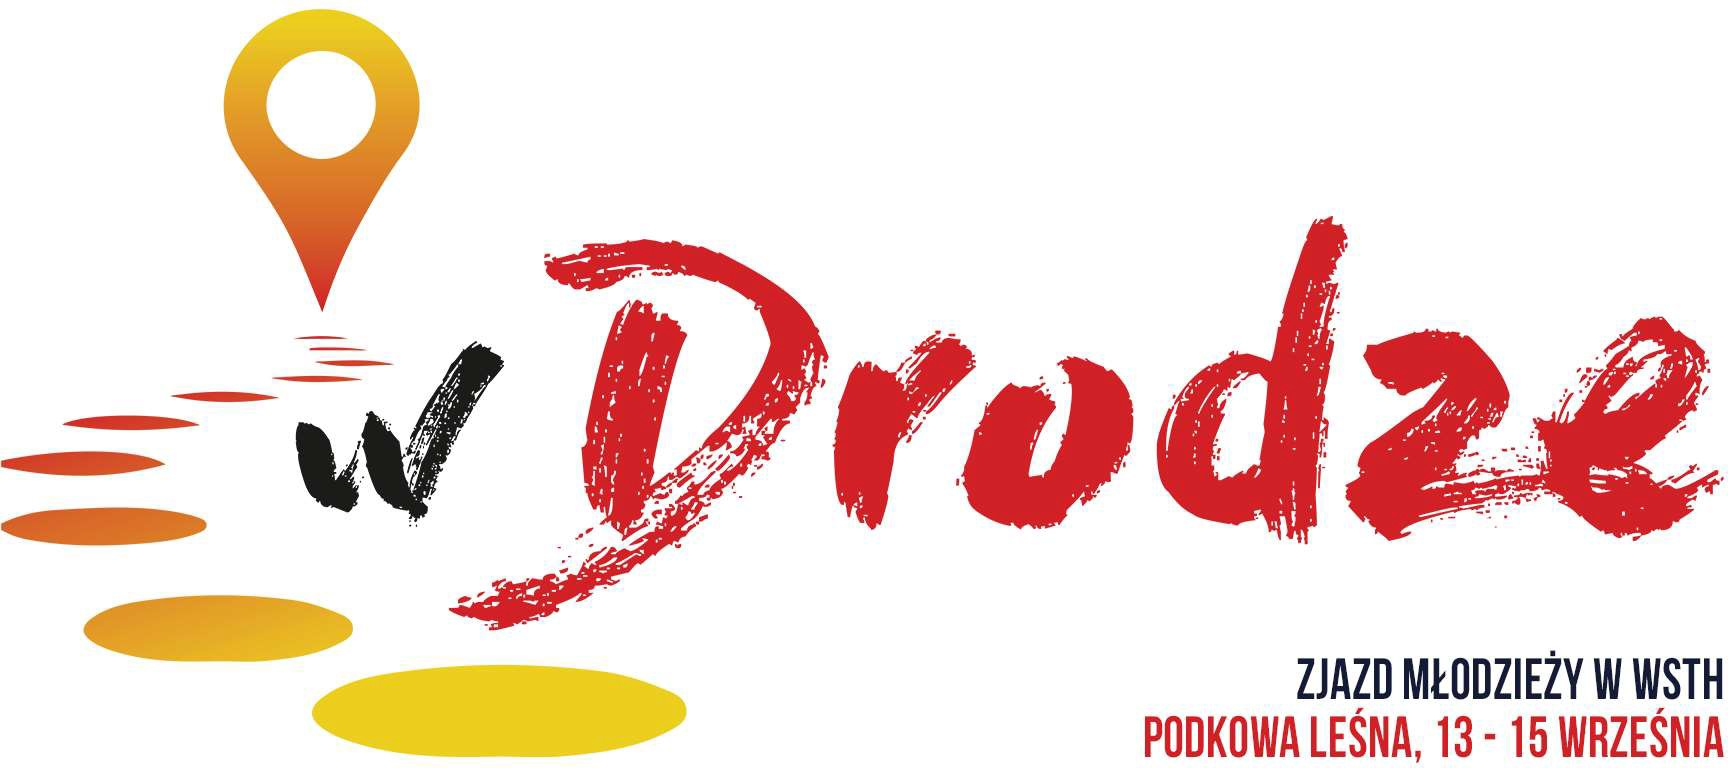 w Drodze
ZJAZD MŁODZIEŻY W WSTH
PODKOWA LEŚNA, 13 - 15 WRZEŚNIA